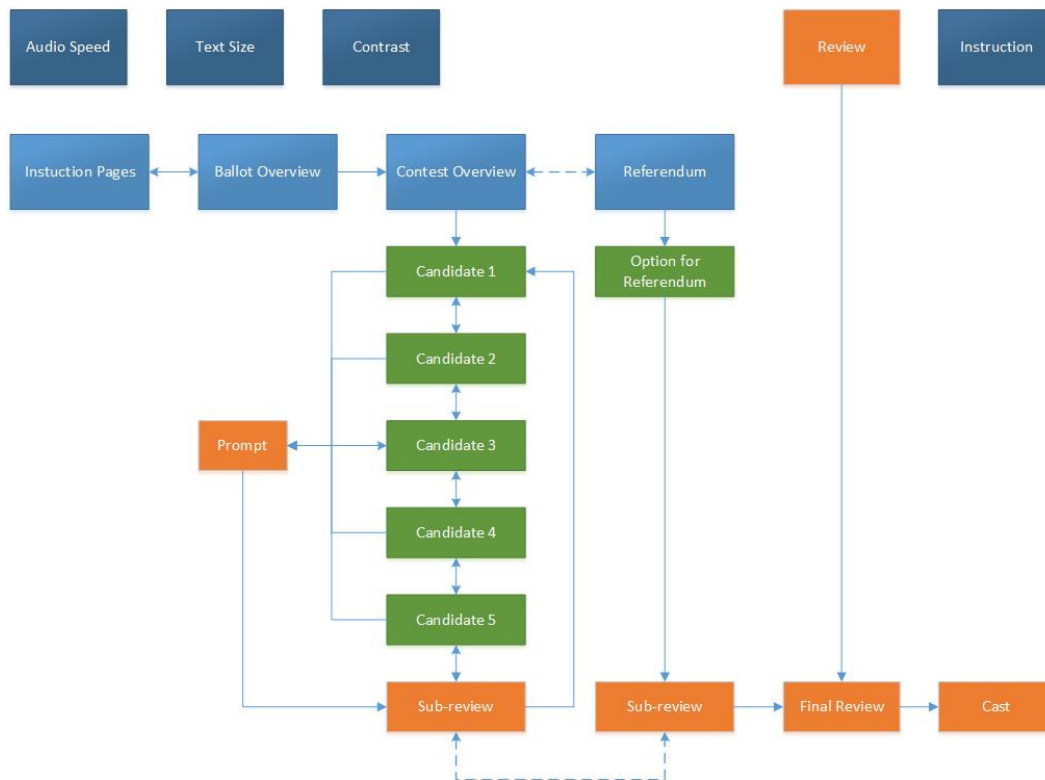 Audio Speed
Text Size
Contrast
Review
Instruction
Instuction Pages
Ballot Overview
Contest Overview
Referendum
Candidate 1
Option for
Referendum
Candidate 2
Prompt
Candidate 3
Candidate 4
Candidate 5
Sub-review
Sub-review
Final Review
Cast